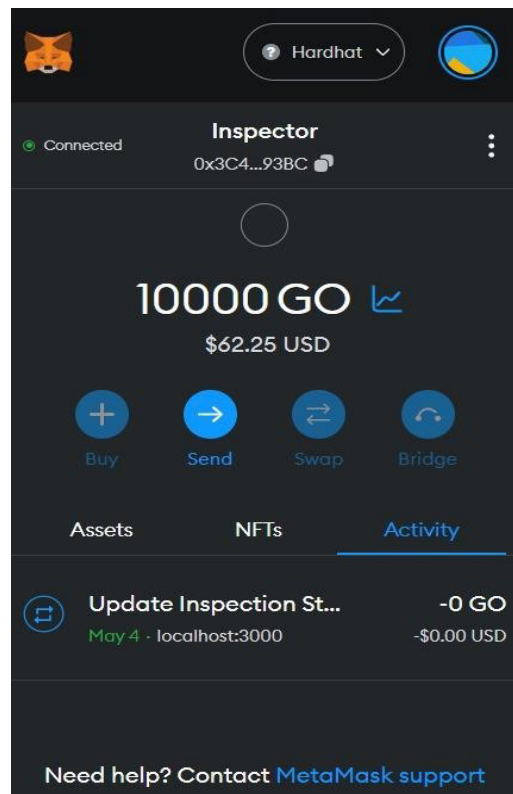 Hardhat
Connected
Inspector
0x3C4...93BC
10000 GO
$62.25 USD
Buy Send Swap Bridge
Assets NFTs Activity
Update Inspection St... -0 GO
May 4 · localhost:3000 -$0.00 USD
Need help? Contact MetaMask support